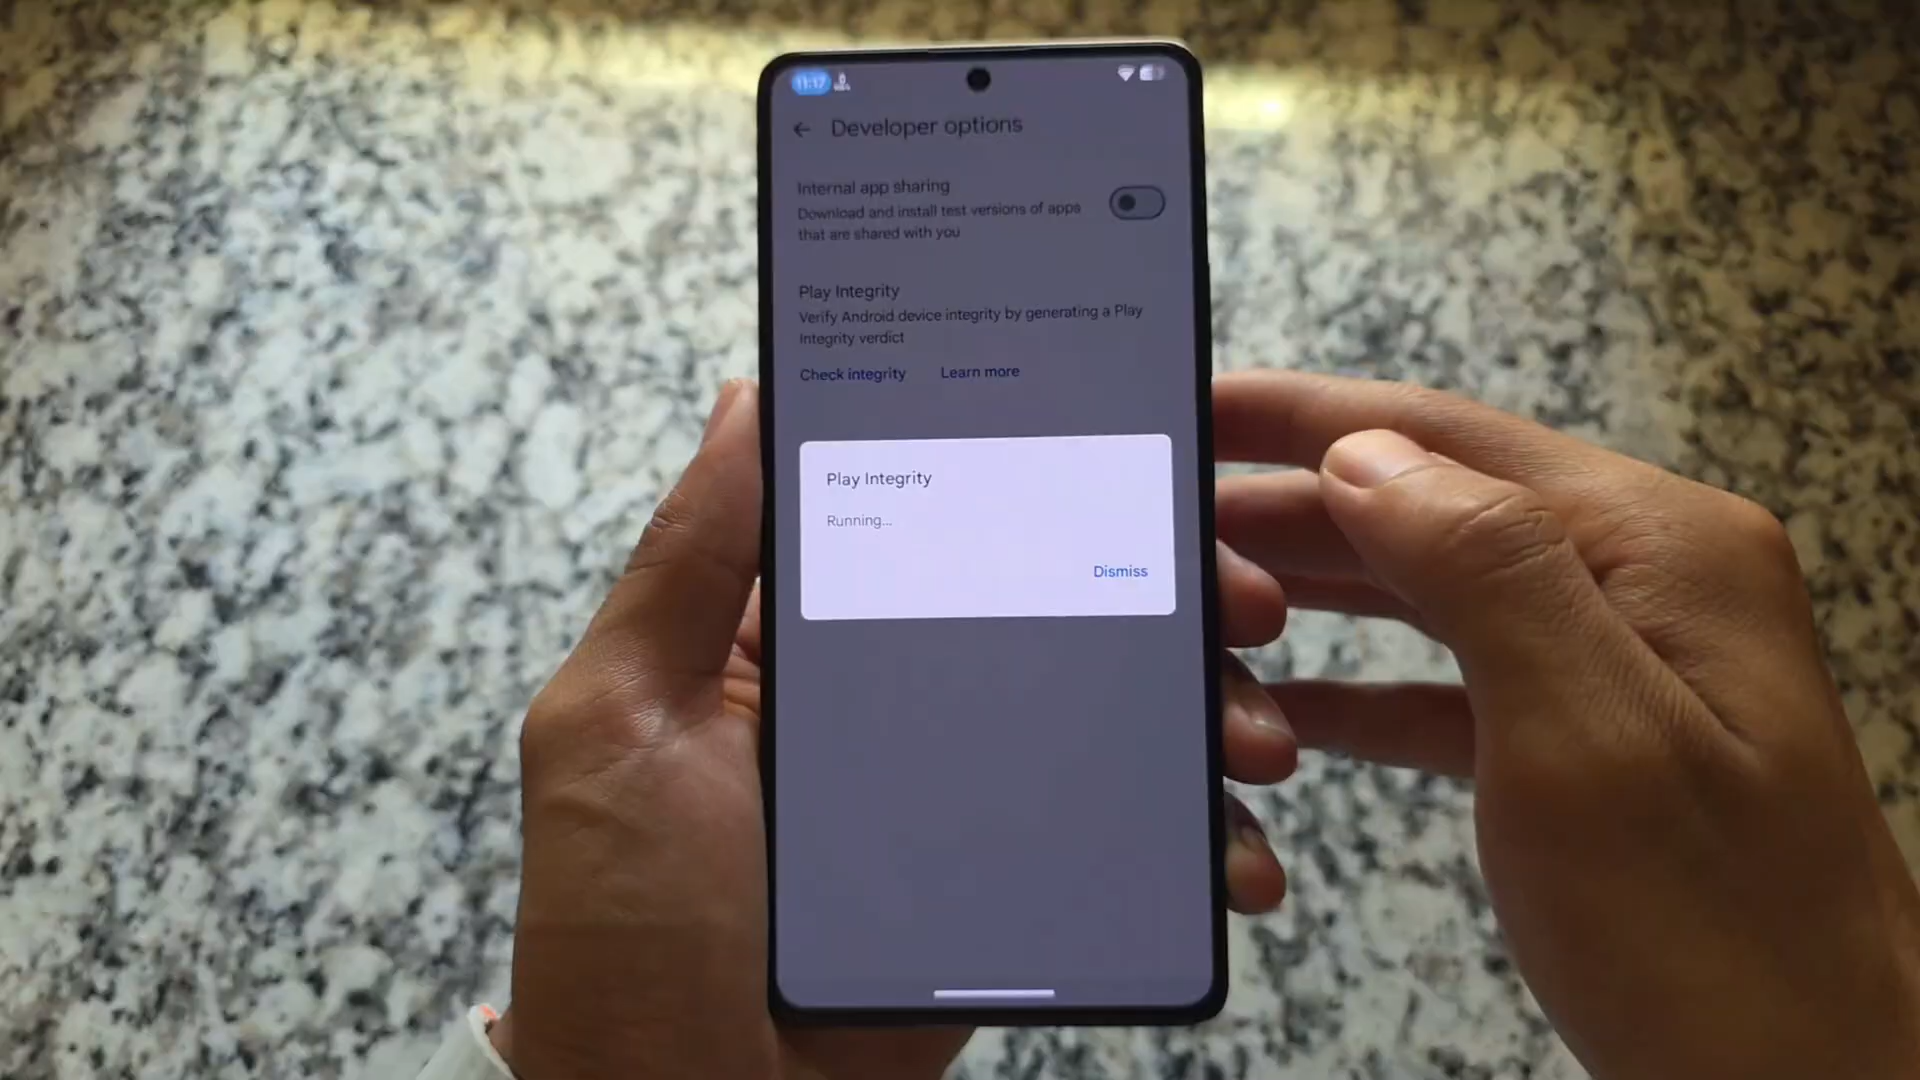 11:17
Developer options
Internal app sharing
Download and install test versions of apps
that are shared with you
Play Integrity
Verify Android device integrity by generating a Play
Integrity verdict
Check integrity Learn more
Play Integrity
Running...
Dismiss